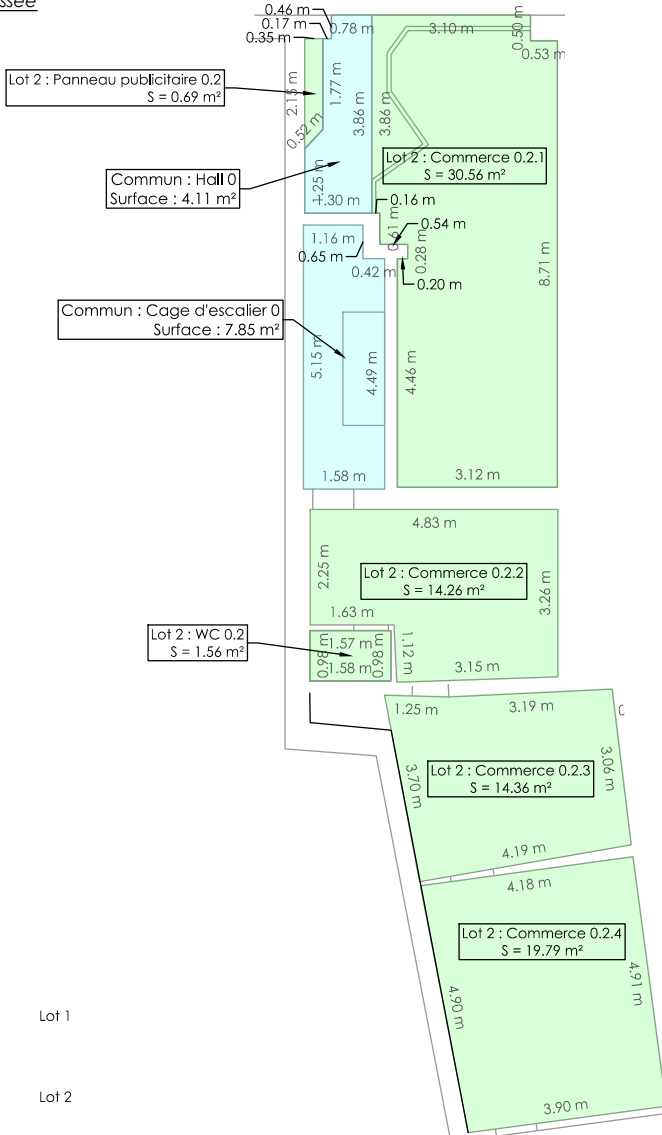 ssée
0.46 m
0.17 m
0.35 m
0.78 m
3.10 m
0.50 m
0.53 m
Lot 2 : Panneau publicitaire 0.2
S = 0.69 m²
2.15 m
1.77 m
3.86 m
3.86 m
0.52 m
Lot 2 : Commerce 0.2.1
S = 30.56 m²
Commun : Hall 0
Surface : 4.11 m²
1.25 m
1.30 m
0.16 m
0.61 m
0.54 m
1.16 m
0.65 m
0.42 m
0.28 m
0.20 m
8.71 m
Commun : Cage d'escalier 0
Surface : 7.85 m²
5.15 m
4.49 m
4.46 m
1.58 m
3.12 m
4.83 m
2.25 m
Lot 2 : Commerce 0.2.2
S = 14.26 m²
3.26 m
1.63 m
Lot 2 : WC 0.2
S = 1.56 m²
0.98 m
1.57 m
1.58 m
0.98 m
1.12 m
3.15 m
1.25 m
3.19 m
3.70 m
Lot 2 : Commerce 0.2.3
S = 14.36 m²
3.06 m
4.19 m
4.18 m
Lot 2 : Commerce 0.2.4
S = 19.79 m²
4.90 m
4.91 m
3.90 m
Lot 1
Lot 2